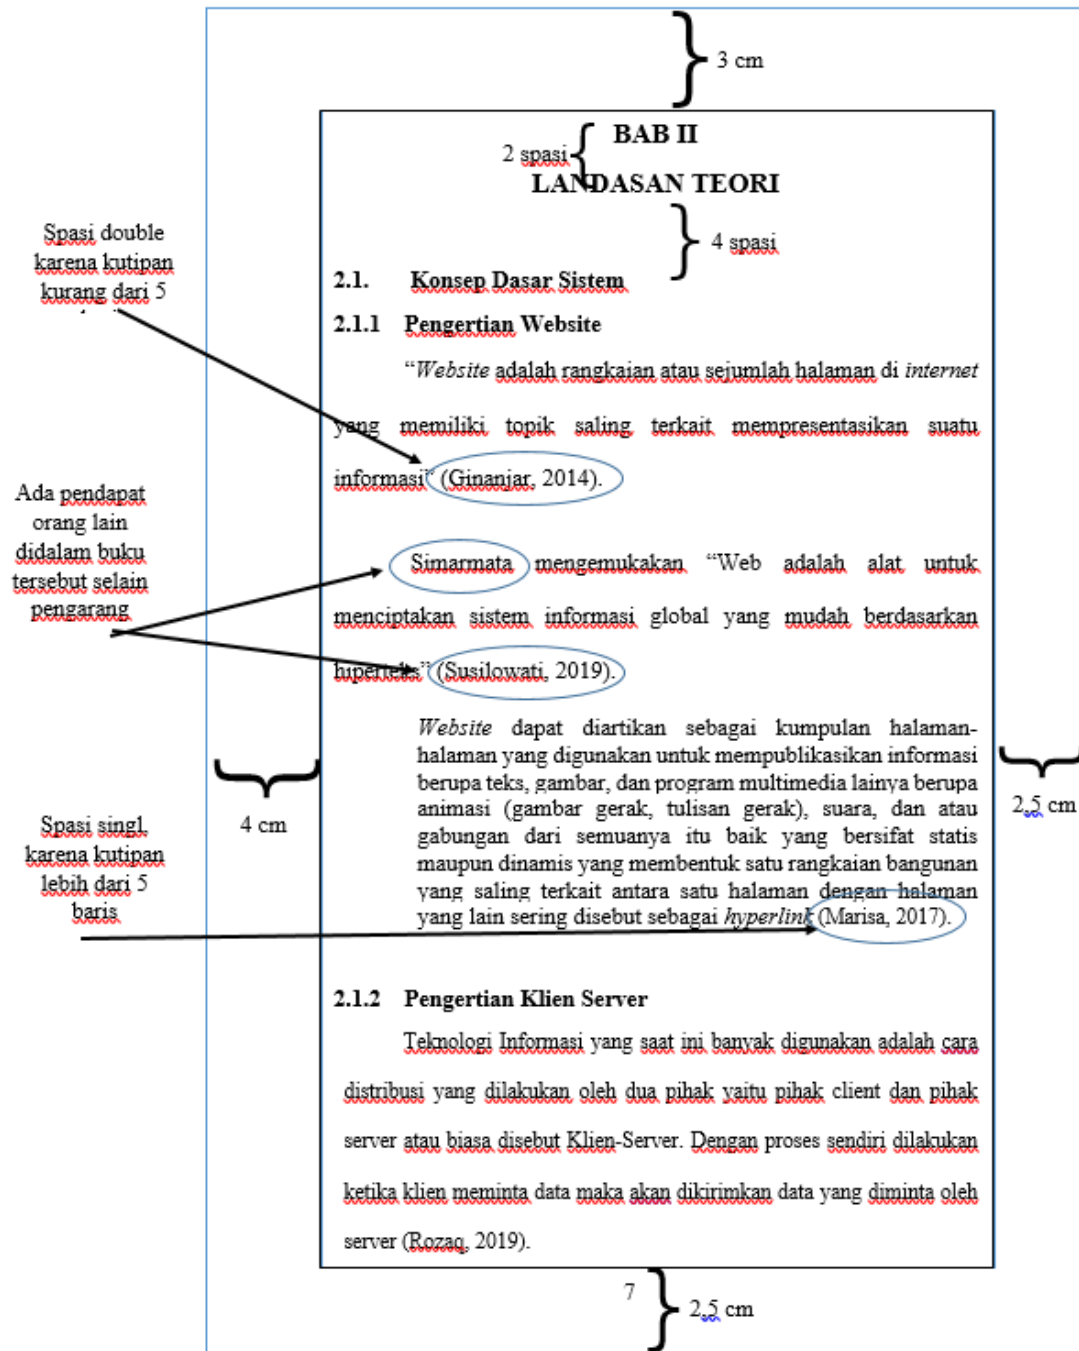 3 cm
BAB II
2 spasi
LANDASAN TEORI
4 spasi
Spasi double
karena kutipan
kurang dari 5
2.1. Konsep Dasar Sistem
2.1.1 Pengertian Website
“Website adalah rangkaian atau sejumlah halaman di internet
yang memiliki topik saling terkait mempresentasikan suatu
informasi” (Ginanjar, 2014).
Ada pendapat
orang lain
didalam buku
tersebut selain
pengarang
Simarmata mengemukakan “Web adalah alat untuk
menciptakan sistem informasi global yang mudah berdasarkan
hiperteks” (Susilowati, 2019).
Website dapat diartikan sebagai kumpulan halaman-
halaman yang digunakan untuk mempublikasikan informasi
berupa teks, gambar, dan program multimedia lainya berupa
animasi (gambar gerak, tulisan gerak), suara, dan atau
gabungan dari semuanya itu baik yang bersifat statis
maupun dinamis yang membentuk satu rangkaian bangunan
yang saling terkait antara satu halaman dengan halaman
yang lain sering disebut sebagai hyperlink (Marisa, 2017).
4 cm
2,5 cm
Spasi singl,
karena kutipan
lebih dari 5
baris
2.1.2 Pengertian Klien Server
Teknologi Informasi yang saat ini banyak digunakan adalah cara
distribusi yang dilakukan oleh dua pihak yaitu pihak client dan pihak
server atau biasa disebut Klien-Server. Dengan proses sendiri dilakukan
ketika klien meminta data maka akan dikirimkan data yang diminta oleh
server (Rozaq, 2019).
7
2,5 cm